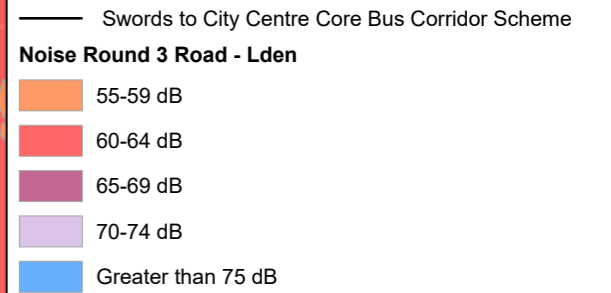 Swords to City Centre Core Bus Corridor Scheme
Noise Round 3 Road - Lden
55-59 dB
60-64 dB
65-69 dB
70-74 dB
Greater than 75 dB